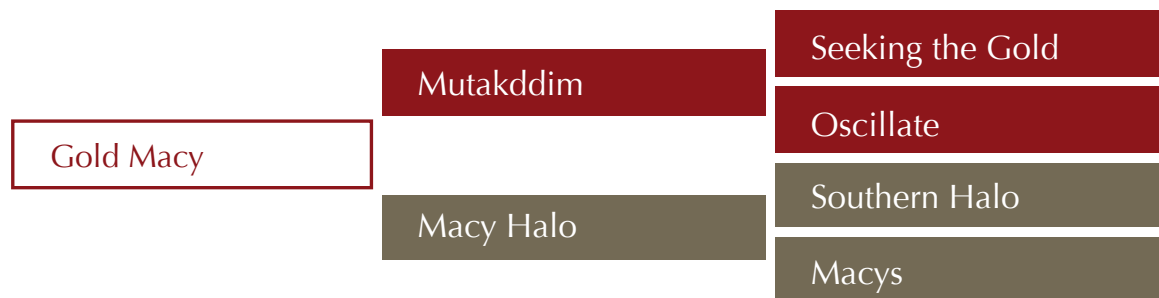 Gold Macy
Mutakddim
Macy Halo
Seeking the Gold
Oscillate
Southern Halo
Macys